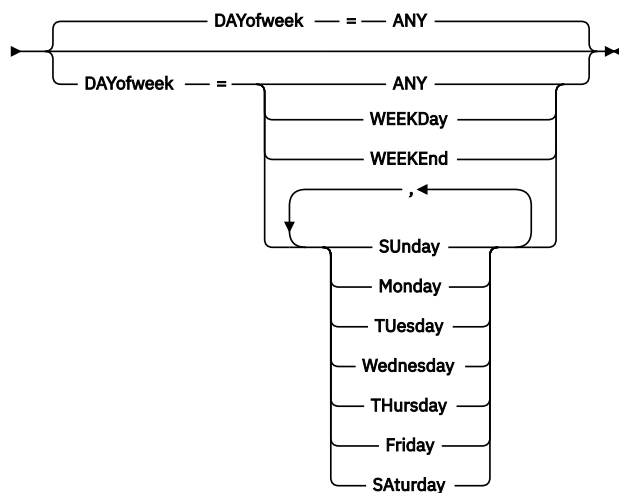 DAYofweek = ANY
DAYofweek = ANY
WEEKDay
WEEKEnd
,
SUnday
Monday
TUesday
Wednesday
THursday
Friday
SAturday